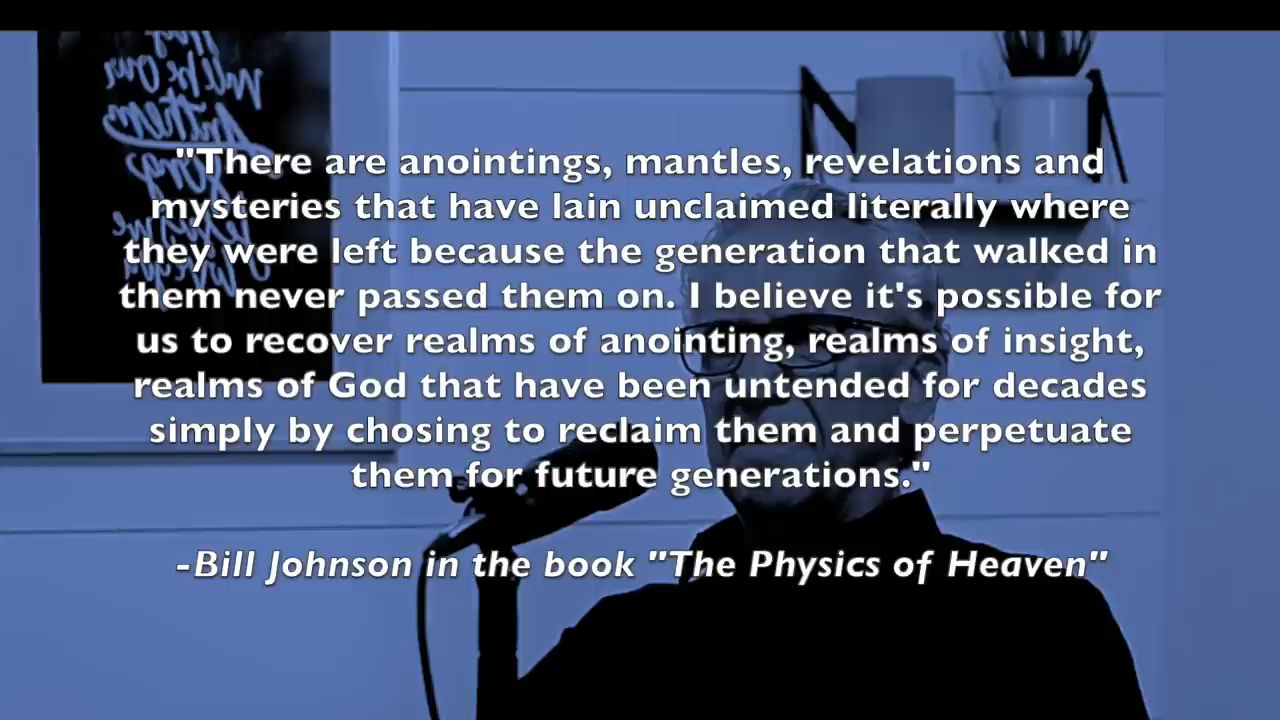 "There are anointings, mantles, revelations and
mysteries that have lain unclaimed literally where
they were left because the generation that walked in
them never passed them on. I believe it's possible for
us to recover realms of anointing, realms of insight,
realms of God that have been untended for decades
simply by chosing to reclaim them and perpetuate
them for future generations."
-Bill Johnson in the book "The Physics of Heaven"